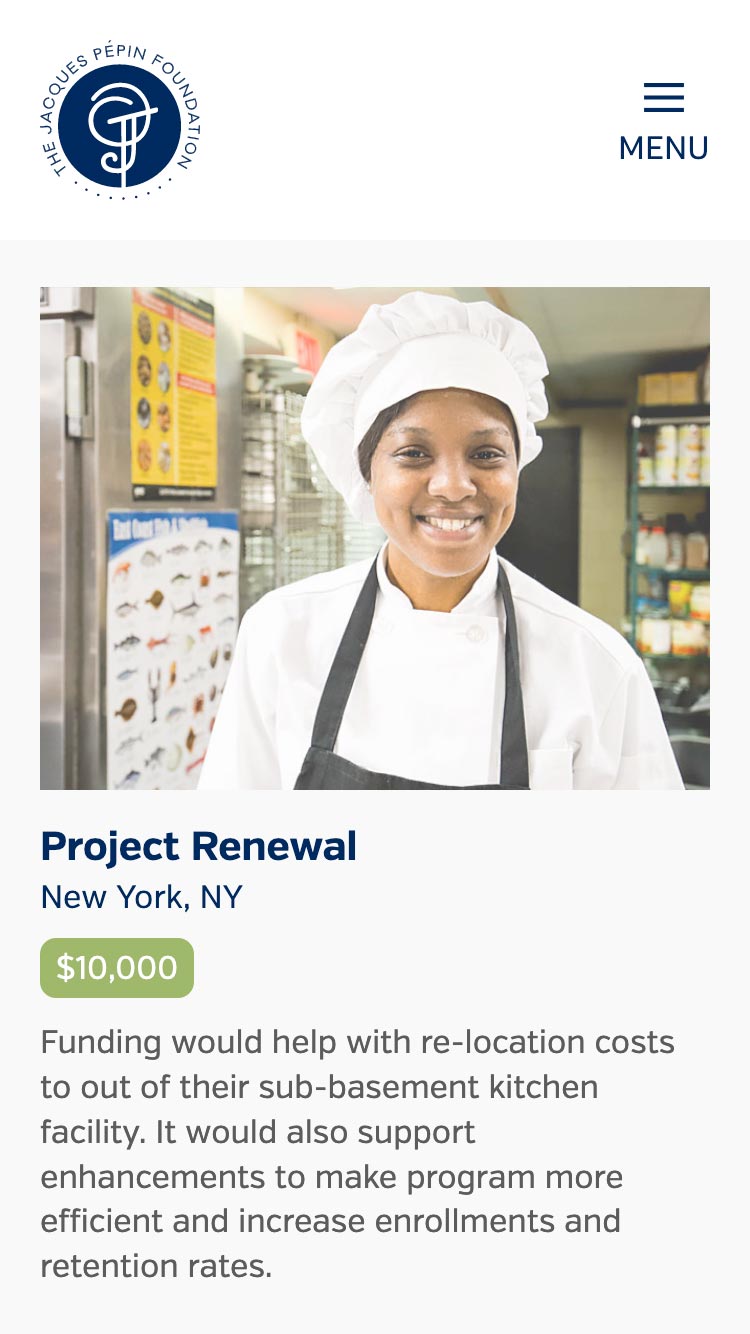 THE JACQUES PÉPIN FOUNDATION
MENU
East Coast Fish & Shellfish
Project Renewal
New York, NY
$10,000
Funding would help with re-location costs
to out of their sub-basement kitchen
facility. It would also support
enhancements to make program more
efficient and increase enrollments and
retention rates.